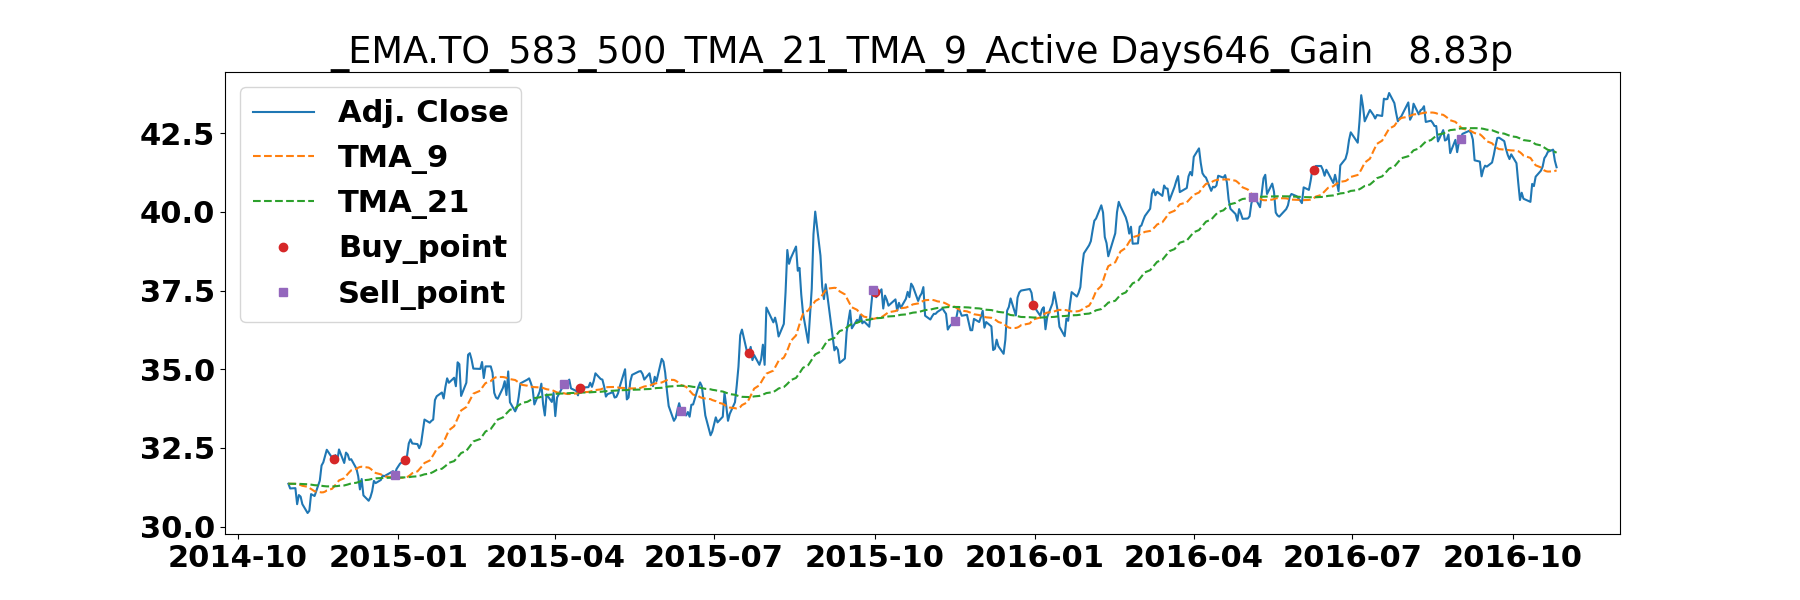 _EMA.TO_583_500_TMA_21_TMA_9_Active Days646_Gain   8.83p
Adj. Close
TMA_9
TMA_21
Buy_point
Sell_point
42.5
40.0
37.5
35.0
32.5
30.0
2014-10 2015-01 2015-04 2015-07 2015-10 2016-01 2016-04 2016-07 2016-10